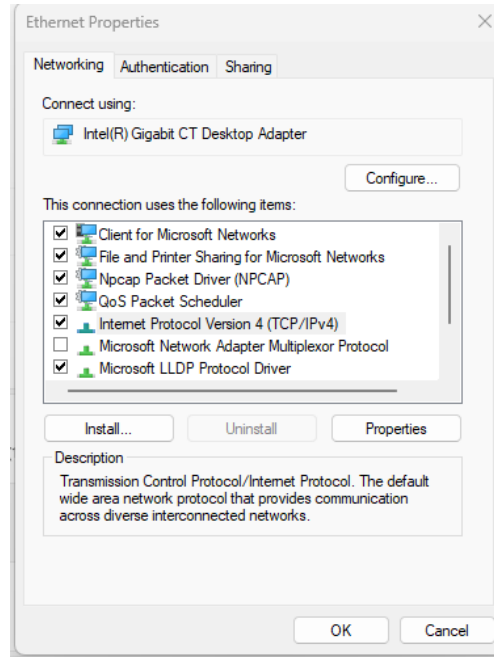 Ethernet Properties
Networking Authentication Sharing
Connect using:
Intel(R) Gigabit CT Desktop Adapter
Configure...
This connection uses the following items:
Client for Microsoft Networks
File and Printer Sharing for Microsoft Networks
Npcap Packet Driver (NPCAP)
QoS Packet Scheduler
Internet Protocol Version 4 (TCP/IPv4)
Microsoft Network Adapter Multiplexor Protocol
Microsoft LLDP Protocol Driver
Install... Uninstall Properties
Description
Transmission Control Protocol/Internet Protocol. The default
wide area network protocol that provides communication
across diverse interconnected networks.
OK Cancel